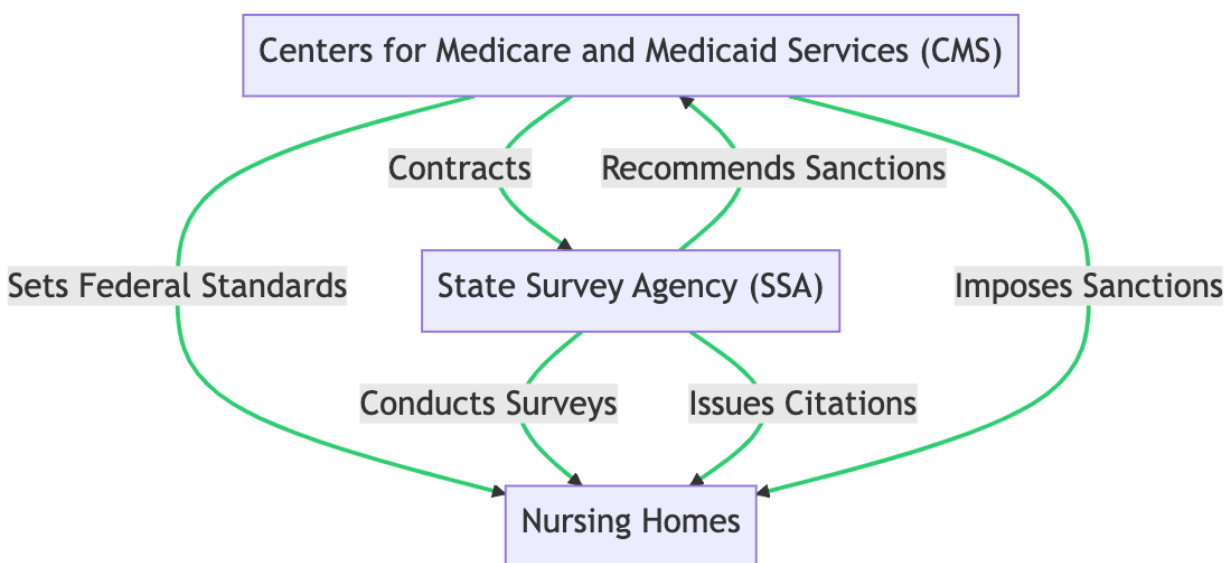 Centers for Medicare and Medicaid Services (CMS)
Contracts
Recommends Sanctions
Sets Federal Standards
State Survey Agency (SSA)
Imposes Sanctions
Conducts Surveys
Issues Citations
Nursing Homes